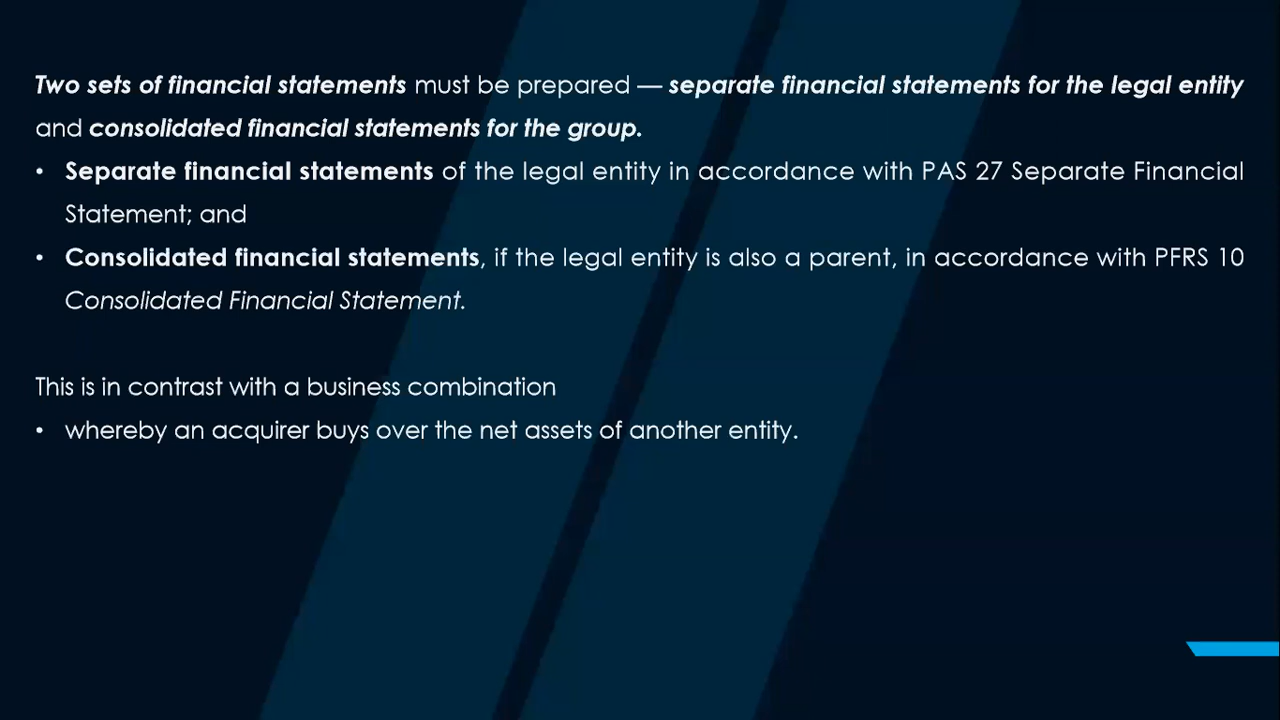 Two sets of financial statements must be prepared — separate financial statements for the legal entity
and consolidated financial statements for the group.
• Separate financial statements of the legal entity in accordance with PAS 27 Separate Financial
Statement; and
• Consolidated financial statements, if the legal entity is also a parent, in accordance with PFRS 10
Consolidated Financial Statement.
This is in contrast with a business combination
• whereby an acquirer buys over the net assets of another entity.